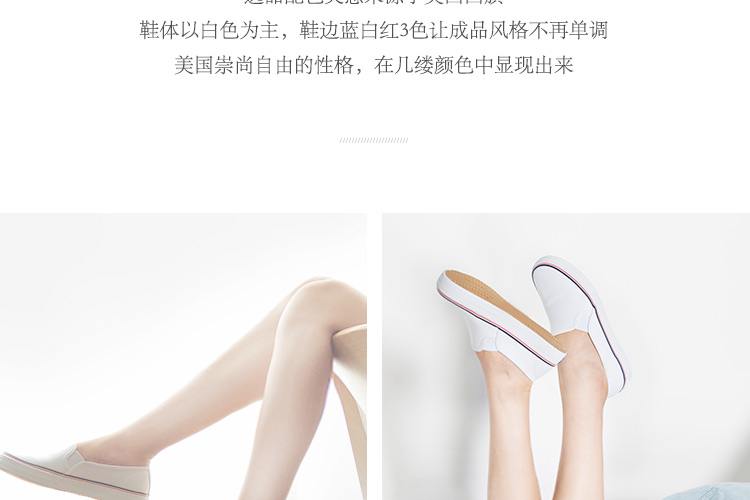 鞋体以白色为主，鞋边蓝白红3色让成品风格不再单调
美国崇尚自由的性格，在几缕颜色中显现出来